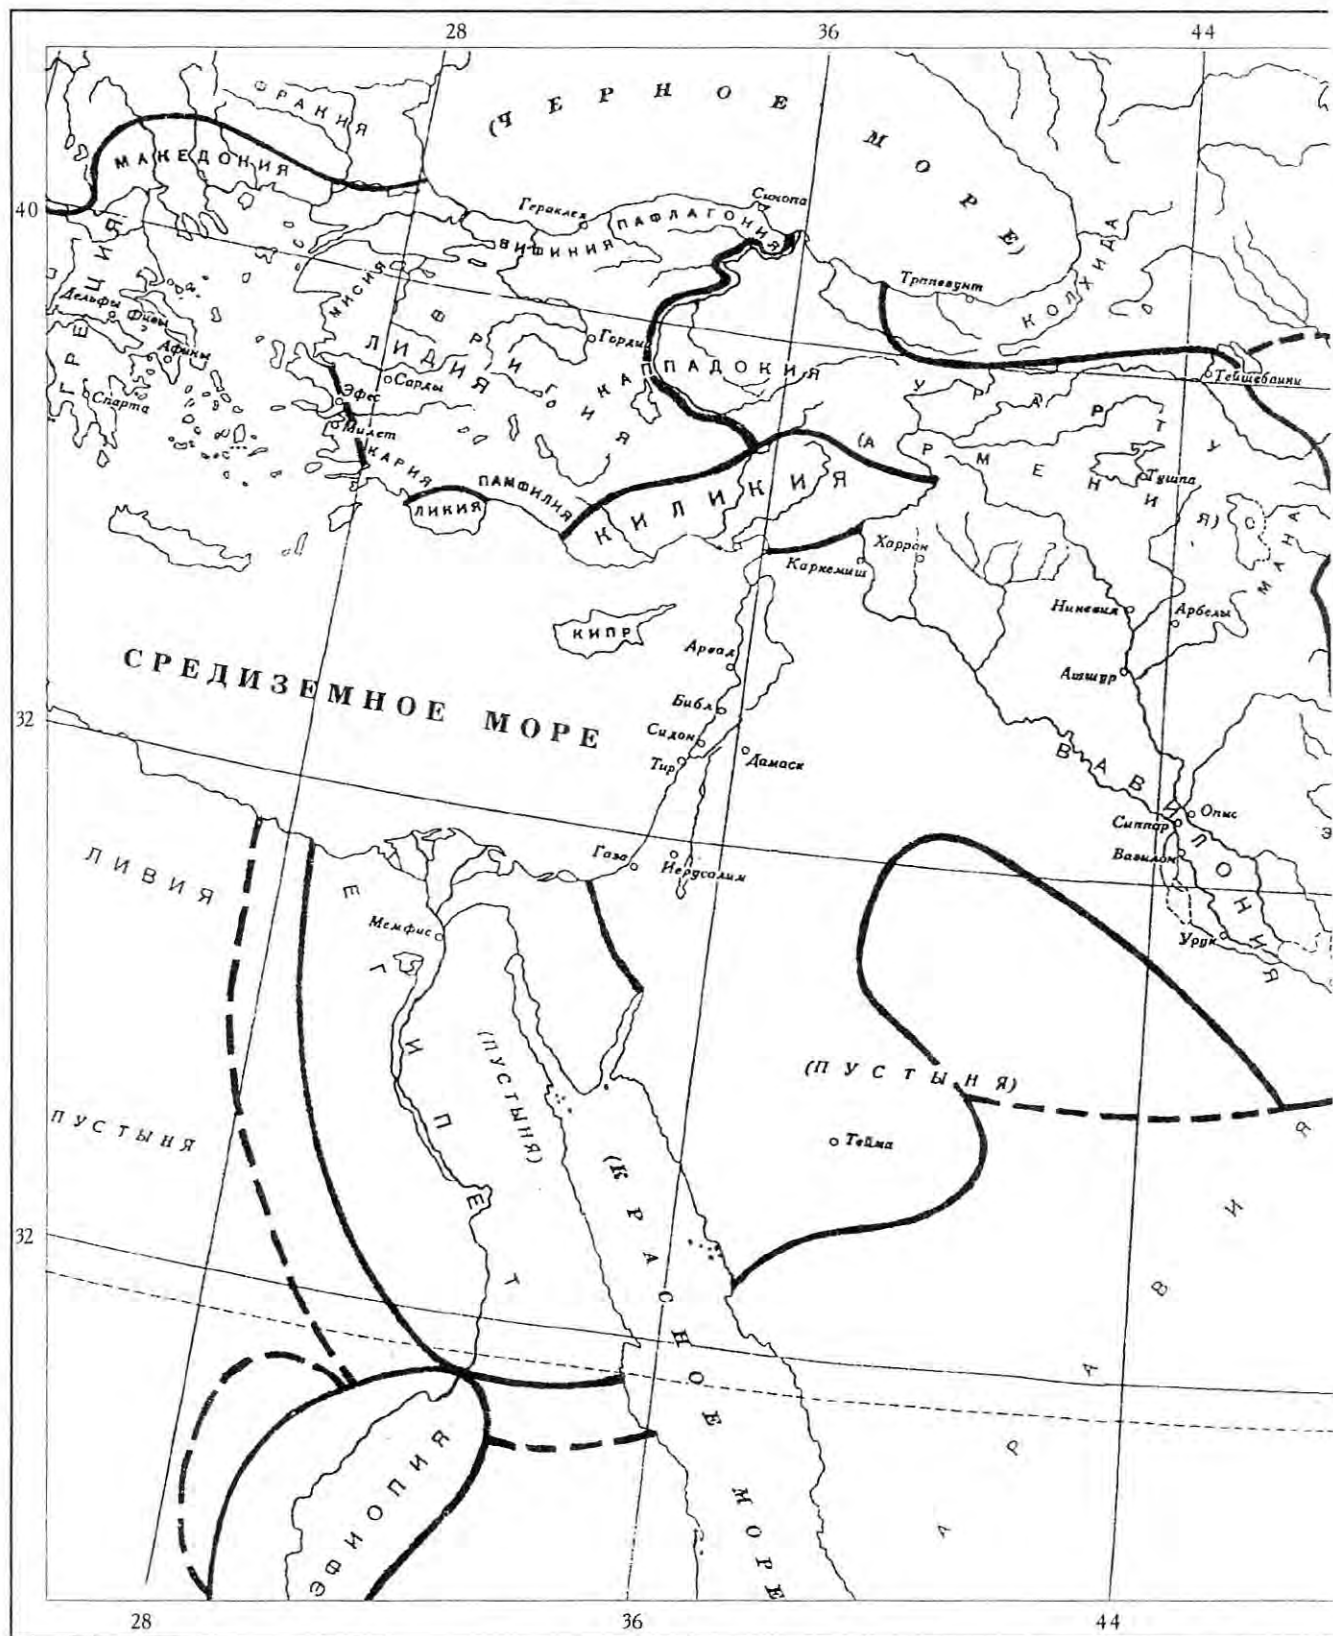 28 36 44
ФРАКИЯ
(ЧЕРНОЕ МОРЕ)
МАКЕДОНИЯ
40
Синопа
Гераклея
ПАФЛАГОНИЯ
ВИФИНИЯ
КОЛХИДА
Трапезунт
МИСИЯ
ГРЕЦИЯ
Дельфы
Фивы
Афины
Спарта
ФРИГИЯ
ЛИДИЯ
Горды
КАППАДОКИЯ
Сарды
Эфес
Милет
УРАРТУ
Тейшебаини
КАРИЯ
ПАМФИЛИЯ
ЛИКИЯ
КИЛИКИЯ
(АРМЕНИЯ)
Тушпа
МАНА
Харран
Каркемиш
Ниневия
Арбелы
КИПР
Арвад
Ашшур
СРЕДИЗЕМНОЕ МОРЕ
32
Библ
Сидон
Тир
Дамаск
ВАВИЛОНИЯ
Опис
Сиппар
Э
Вавилон
ЛИВИЯ
Газа
Иерусалим
Мемфис
ЕГИПЕТ
Урук
(ПУСТЫНЯ)
(ПУСТЫНЯ)
ПУСТЫНЯ
Тейма
(КРАСНОЕ МОРЕ
АРАВИЯ
32
ЭФИОПИЯ
28 36 44